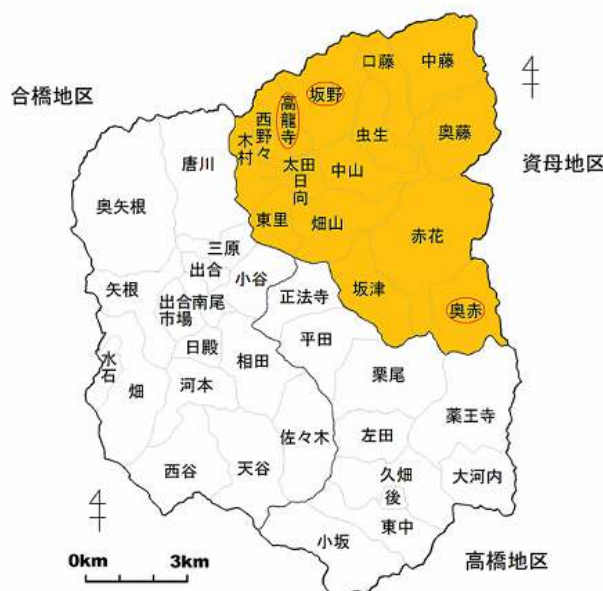 合橋地区
口藤
中藤
坂野
高龍寺
西野々
木村
虫生
奥藤
太田
日向
中山
唐川
資母地区
奥矢根
東里
畑山
赤花
三原
出合
小谷
矢根
坂津
正法寺
奥赤
出合市場
南尾
平田
水石
日殿
相田
栗尾
畑
河本
薬王寺
佐々木
左田
西谷
天谷
久畑
大河内
後
東中
小坂
高橋地区
0km
3km